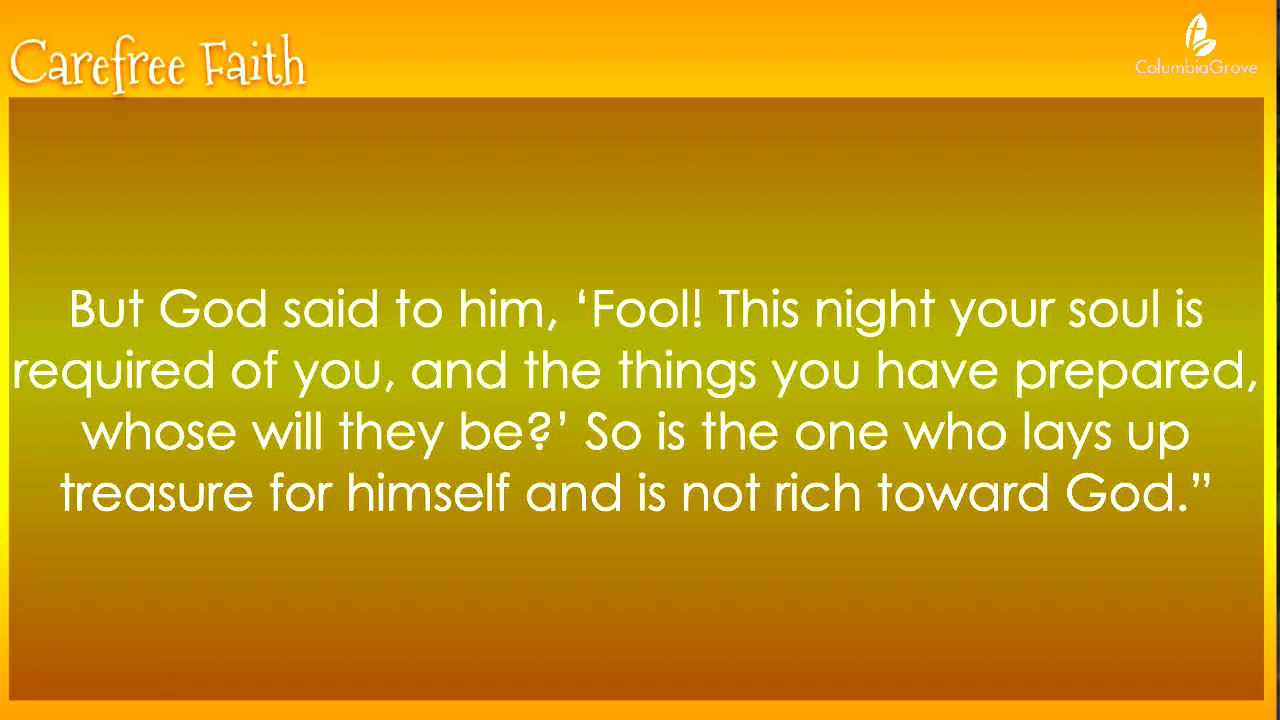 Carefree Faith
ColumbiaGrove
But God said to him, ‘Fool! This night your soul is
required of you, and the things you have prepared,
whose will they be?’ So is the one who lays up
treasure for himself and is not rich toward God.”